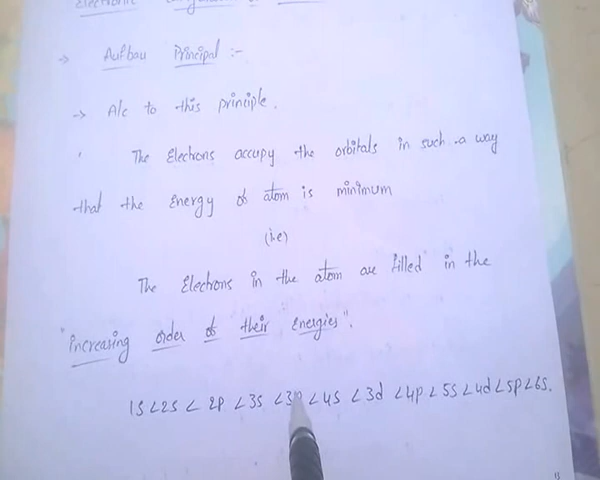 Electronic
→ Aufbau Principal :-
→ A/c to this principle.
The Electrons occupy the orbitals in such a way
that the Energy of atom is minimum
(i.e)
The Electrons in the atom are filled in the
"Increasing order of their Energies".
1s <2s < 2p <3s <3p <4s <3d <4p <5s <4d <5p <6s.